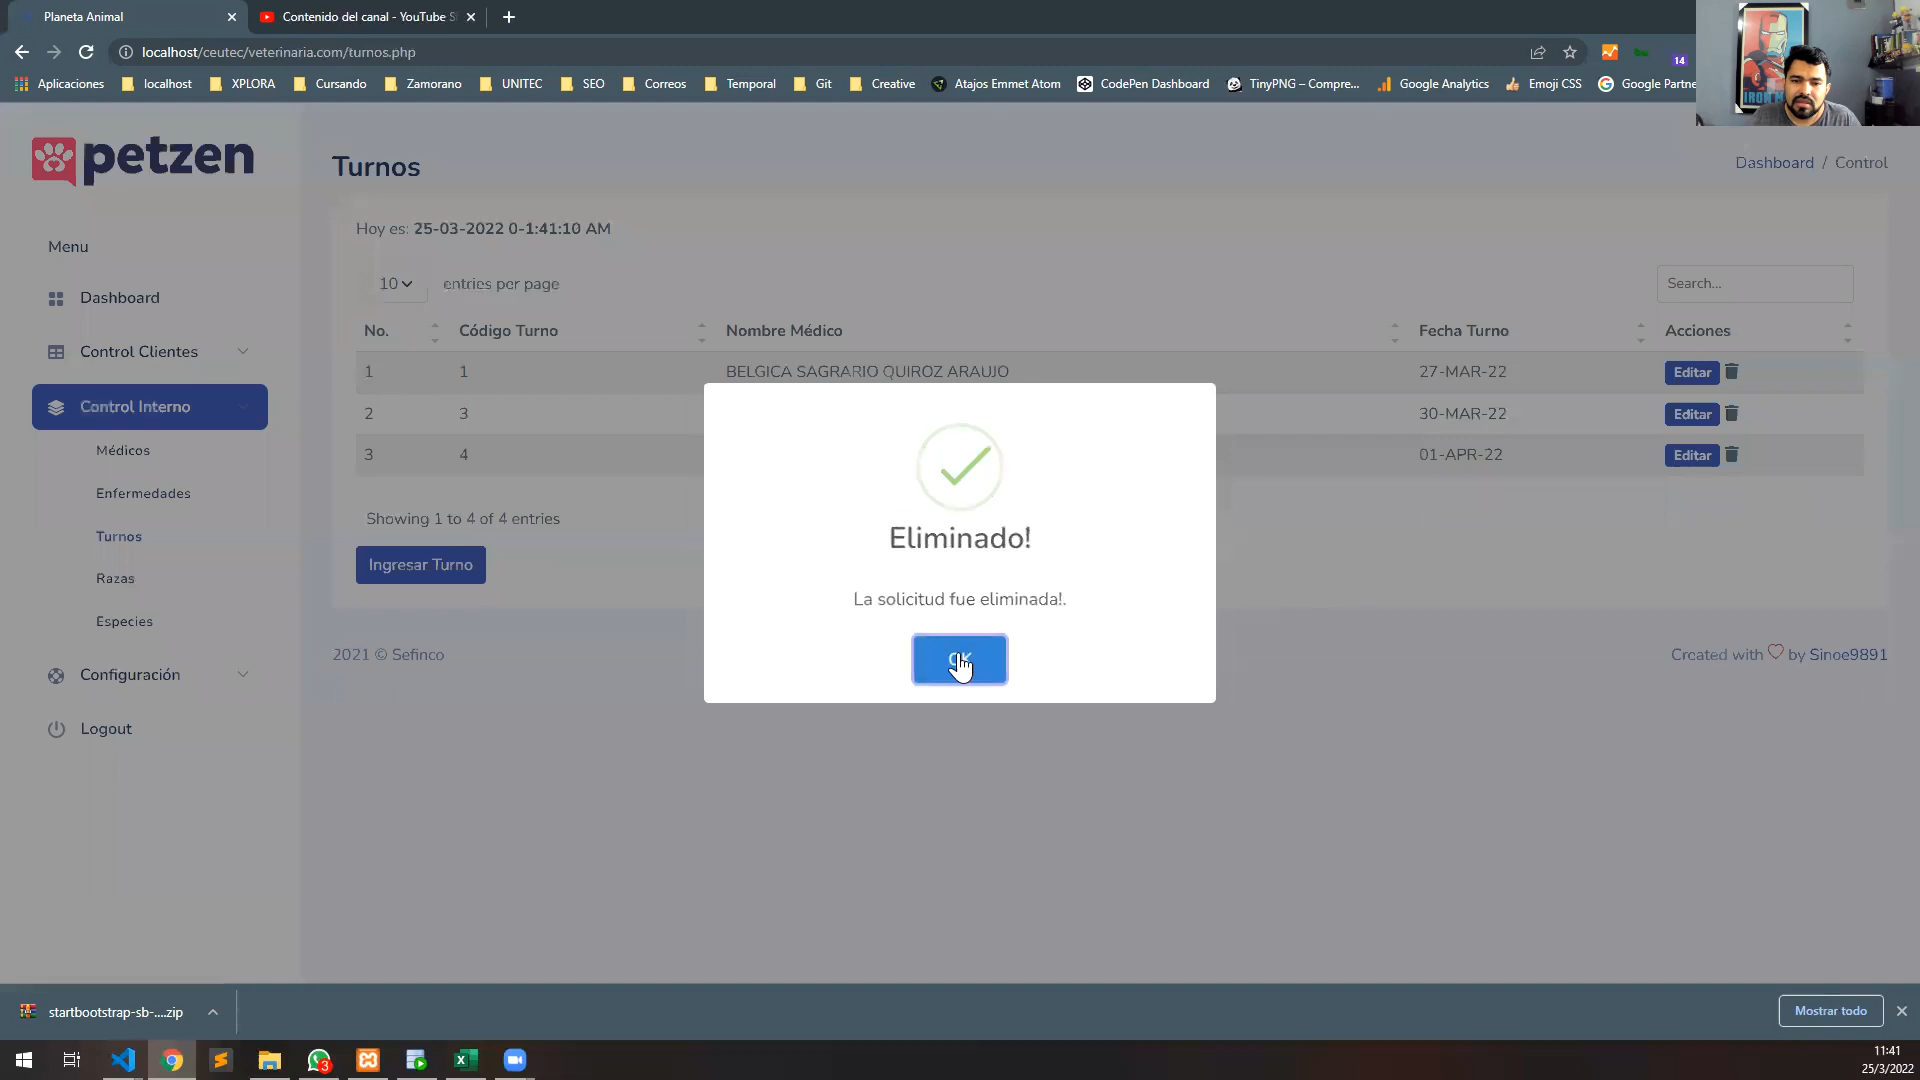 Planeta Animal
Contenido del canal - YouTube S
localhost/ceutec/veterinaria.com/turnos.php
Aplicaciones
localhost
XPLORA
Cursando
Zamorano
UNITEC
SEO
Correos
Temporal
Git
Creative
Atajos Emmet Atom
CodePen Dashboard
TinyPNG – Compre...
Google Analytics
Emoji CSS
Google Partne
14
IRON M
petzen
Menu
Dashboard
Control Clientes
Control Interno
Médicos
Enfermedades
Turnos
Razas
Especies
Configuración
Logout
Turnos
Dashboard / Control
Hoy es: 25-03-2022 0-1:41:10 AM
10 entries per page
Search...
No. Código Turno Nombre Médico Fecha Turno Acciones
1 1 BELGICA SAGRARIO QUIROZ ARAUJO 27-MAR-22 Editar
2 3 30-MAR-22 Editar
3 4 01-APR-22 Editar
Showing 1 to 4 of 4 entries
Ingresar Turno
Eliminado!
La solicitud fue eliminada!.
OK
2021 © Sefinco
Created with by Sinoe9891
startbootstrap-sb-....zip
Mostrar todo
3
11:41
25/3/2022